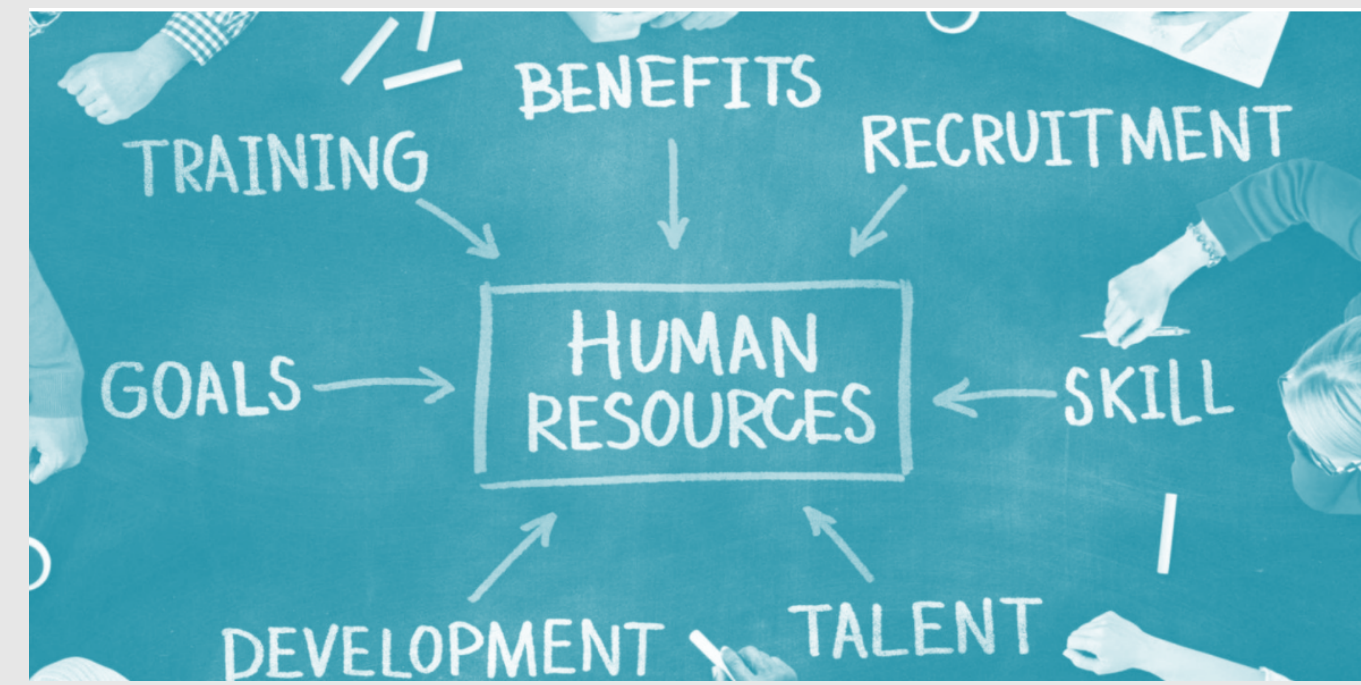 BENEFITS
RECRUITMENT
TRAINING
HUMAN
RESOURCES
GOALS
SKILL
DEVELOPMENT
TALENT